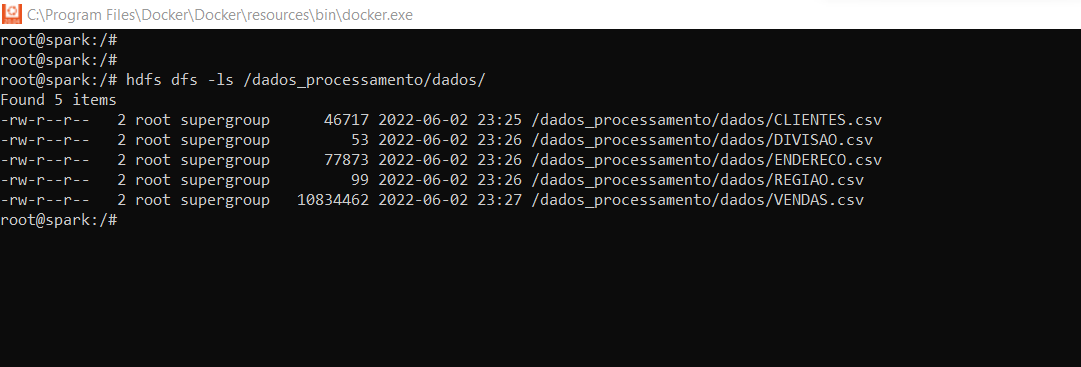 C:\Program Files\Docker\Docker\resources\bin\docker.exe
root@spark:/#
root@spark:/#
root@spark:/# hdfs dfs -ls /dados_processamento/dados/
Found 5 items
-rw-r--r--   2 root supergroup      46717 2022-06-02 23:25 /dados_processamento/dados/CLIENTES.csv
-rw-r--r--   2 root supergroup         53 2022-06-02 23:26 /dados_processamento/dados/DIVISAO.csv
-rw-r--r--   2 root supergroup      77873 2022-06-02 23:26 /dados_processamento/dados/ENDERECO.csv
-rw-r--r--   2 root supergroup         99 2022-06-02 23:26 /dados_processamento/dados/REGIAO.csv
-rw-r--r--   2 root supergroup   10834462 2022-06-02 23:27 /dados_processamento/dados/VENDAS.csv
root@spark:/#